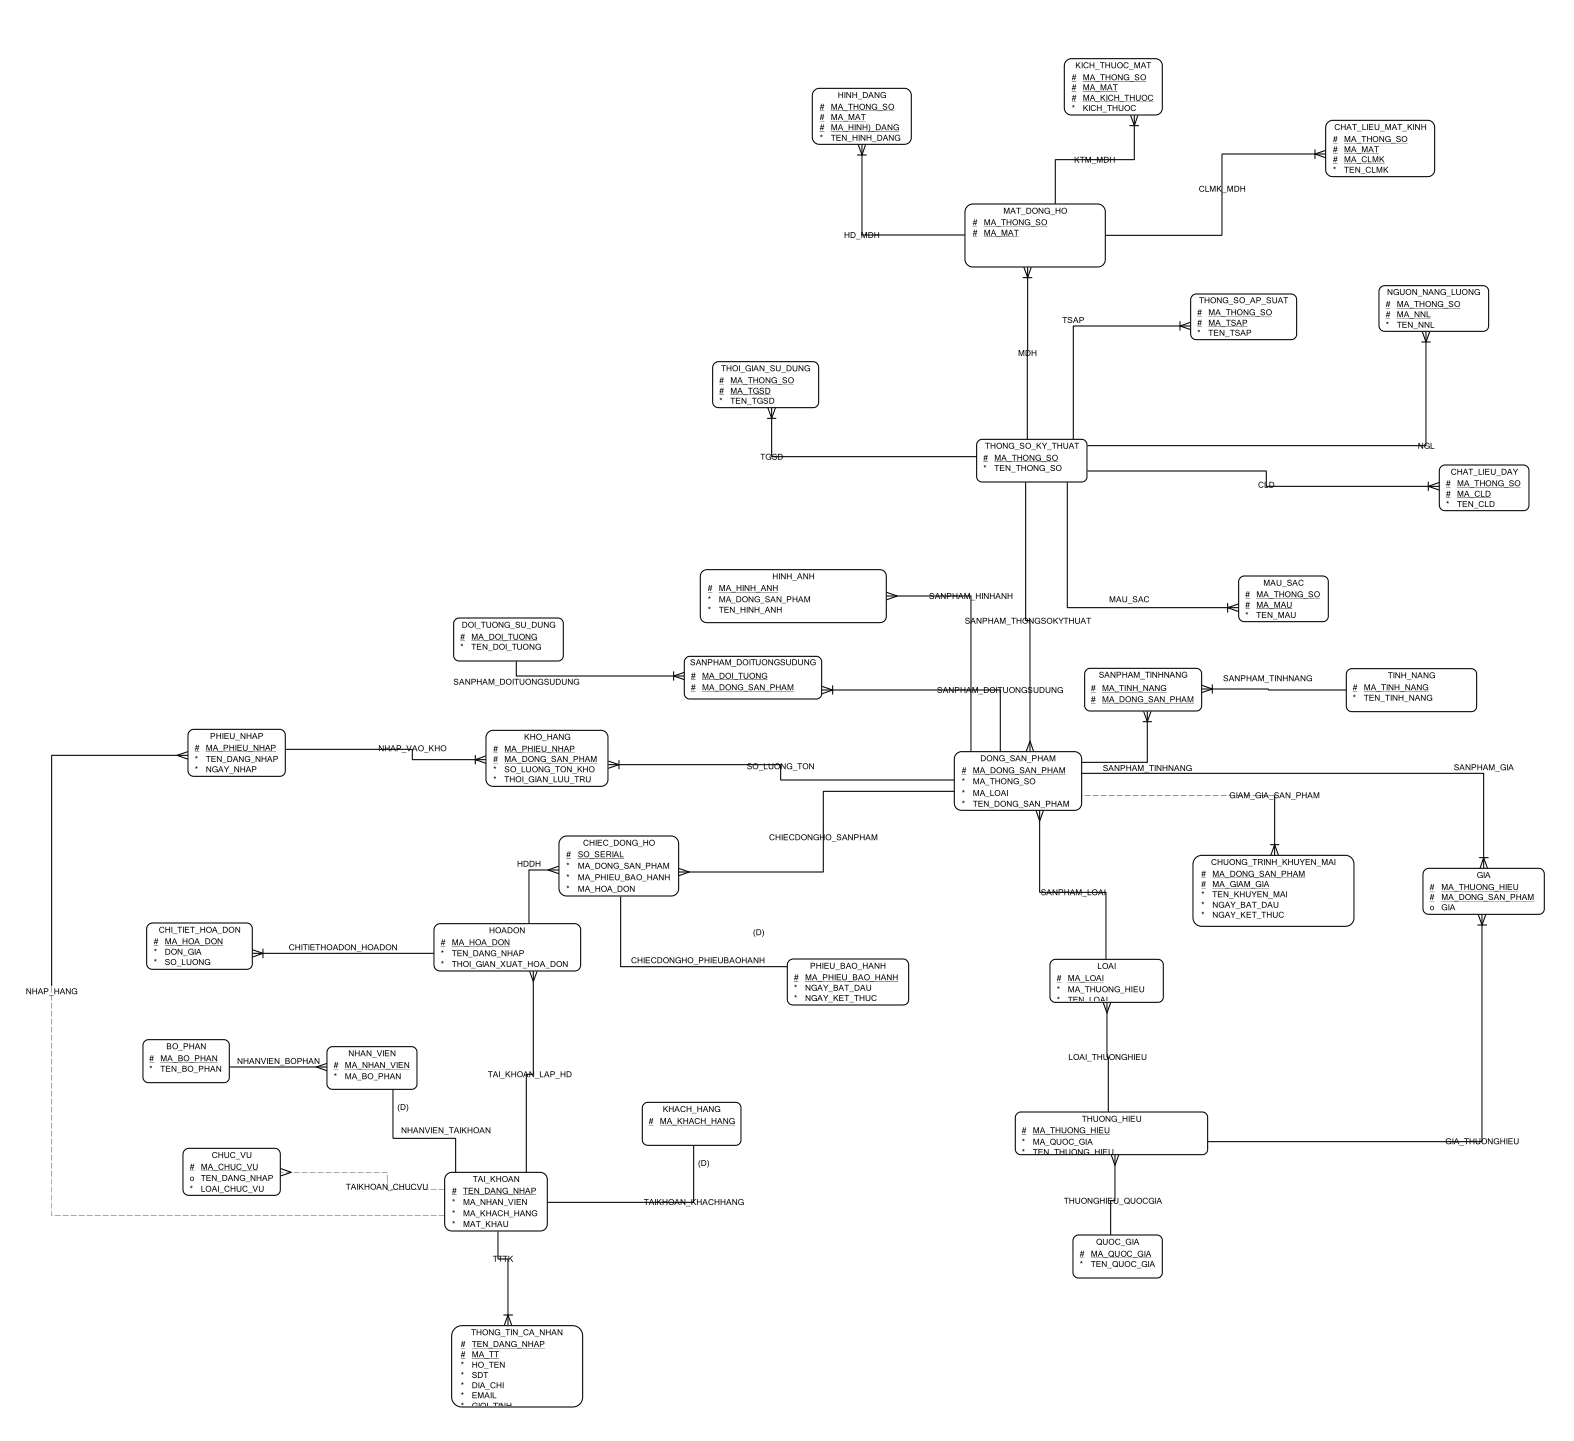 KICH_THUOC_MAT
# MA_THONG_SO
# MA_MAT
# MA_KICH_THUOC
* KICH_THUOC
HINH_DANG
# MA_THONG_SO
# MA_MAT
# MA_HINH)_DANG
* TEN_HINH_DANG
CHAT_LIEU_MAT_KINH
# MA_THONG_SO
# MA_MAT
# MA_CLMK
* TEN_CLMK
KTM_MDH
CLMK_MDH
HD_MDH
MAT_DONG_HO
# MA_THONG_SO
# MA_MAT
THONG_SO_AP_SUAT
# MA_THONG_SO
# MA_TSAP
* TEN_TSAP
NGUON_NANG_LUONG
# MA_THONG_SO
# MA_NNL
* TEN_NNL
TSAP
MDH
THOI_GIAN_SU_DUNG
# MA_THONG_SO
# MA_TGSD
* TEN_TGSD
TGSD
THONG_SO_KY_THUAT
# MA_THONG_SO
* TEN_THONG_SO
NGL
CLD
CHAT_LIEU_DAY
# MA_THONG_SO
# MA_CLD
* TEN_CLD
HINH_ANH
# MA_HINH_ANH
* MA_DONG_SAN_PHAM
* TEN_HINH_ANH
SANPHAM_HINHANH
MAU_SAC
MAU_SAC
# MA_THONG_SO
# MA_MAU
* TEN_MAU
SANPHAM_THONGSOKYTHUAT
DOI_TUONG_SU_DUNG
# MA_DOI_TUONG
* TEN_DOI_TUONG
SANPHAM_DOITUONGSUDUNG
SANPHAM_DOITUONGSUDUNG
# MA_DOI_TUONG
# MA_DONG_SAN_PHAM
SANPHAM_DOITUONGSUDUNG
SANPHAM_TINHNANG
# MA_TINH_NANG
# MA_DONG_SAN_PHAM
SANPHAM_TINHNANG
TINH_NANG
# MA_TINH_NANG
* TEN_TINH_NANG
PHIEU_NHAP
# MA_PHIEU_NHAP
* TEN_DANG_NHAP
* NGAY_NHAP
NHAP_VAO_KHO
KHO_HANG
# MA_PHIEU_NHAP
# MA_DONG_SAN_PHAM
* SO_LUONG_TON_KHO
* THOI_GIAN_LUU_TRU
SO_LUONG_TON
DONG_SAN_PHAM
# MA_DONG_SAN_PHAM
* MA_THONG_SO
* MA_LOAI
* TEN_DONG_SAN_PHAM
SANPHAM_TINHNANG
SANPHAM_GIA
GIAM_GIA_SAN_PHAM
CHIECDONGHO_SANPHAM
CHIEC_DONG_HO
# SO_SERIAL
* MA_DONG_SAN_PHAM
* MA_PHIEU_BAO_HANH
* MA_HOA_DON
HDDH
CHUONG_TRINH_KHUYEN_MAI
# MA_DONG_SAN_PHAM
# MA_GIAM_GIA
* TEN_KHUYEN_MAI
* NGAY_BAT_DAU
* NGAY_KET_THUC
GIA
# MA_THUONG_HIEU
# MA_DONG_SAN_PHAM
o GIA
SANPHAM_LOAI
CHI_TIET_HOA_DON
# MA_HOA_DON
* DON_GIA
* SO_LUONG
CHITIETHOADON_HOADON
HOADON
# MA_HOA_DON
* TEN_DANG_NHAP
* THOI_GIAN_XUAT_HOA_DON
(D)
CHIECDONGHO_PHIEUBAOHANH
PHIEU_BAO_HANH
# MA_PHIEU_BAO_HANH
* NGAY_BAT_DAU
* NGAY_KET_THUC
LOAI
# MA_LOAI
* MA_THUONG_HIEU
* TEN_LOAI
NHAP_HANG
BO_PHAN
# MA_BO_PHAN
* TEN_BO_PHAN
NHANVIEN_BOPHAN
NHAN_VIEN
# MA_NHAN_VIEN
* MA_BO_PHAN
TAI_KHOAN_LAP_HD
LOAI_THUONGHIEU
(D)
NHANVIEN_TAIKHOAN
KHACH_HANG
# MA_KHACH_HANG
(D)
THUONG_HIEU
# MA_THUONG_HIEU
* MA_QUOC_GIA
* TEN_THUONG_HIEU
GIA_THUONGHIEU
CHUC_VU
# MA_CHUC_VU
o TEN_DANG_NHAP
* LOAI_CHUC_VU
TAIKHOAN_CHUCVU
TAI_KHOAN
# TEN_DANG_NHAP
* MA_NHAN_VIEN
* MA_KHACH_HANG
* MAT_KHAU
TAIKHOAN_KHACHHANG
THUONGHIEU_QUOCGIA
QUOC_GIA
# MA_QUOC_GIA
* TEN_QUOC_GIA
TTTK
THONG_TIN_CA_NHAN
# TEN_DANG_NHAP
# MA_TT
* HO_TEN
* SDT
* DIA_CHI
* EMAIL
* GIOI_TINH